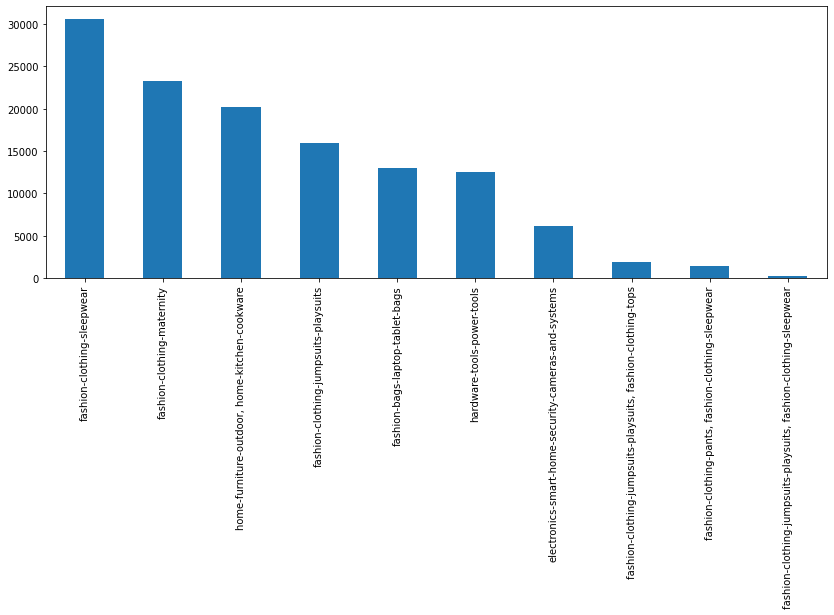 30000
25000
20000
15000
10000
5000
0
fashion-clothing-sleepwear
fashion-clothing-maternity
home-furniture-outdoor, home-kitchen-cookware
fashion-clothing-jumpsuits-playsuits
fashion-bags-laptop-tablet-bags
hardware-tools-power-tools
electronics-smart-home-security-cameras-and-systems
fashion-clothing-jumpsuits-playsuits, fashion-clothing-tops
fashion-clothing-pants, fashion-clothing-sleepwear
fashion-clothing-jumpsuits-playsuits, fashion-clothing-sleepwear